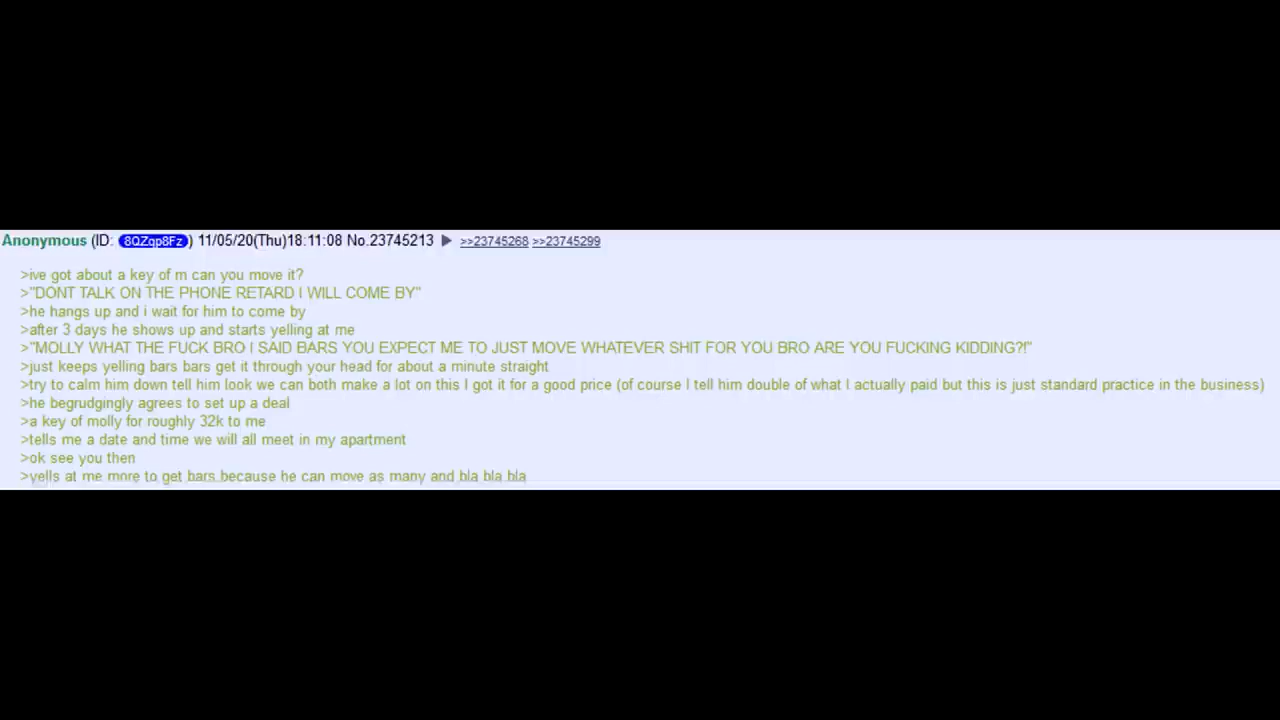 Anonymous (ID: 8QZqp8Fz) 11/05/20(Thu)18:11:08 No.23745213 ▶ >>23745268 >>23745299
>ive got about a key of m can you move it?
>"DONT TALK ON THE PHONE RETARD I WILL COME BY"
>he hangs up and i wait for him to come by
>after 3 days he shows up and starts yelling at me
>"MOLLY WHAT THE FUCK BRO I SAID BARS YOU EXPECT ME TO JUST MOVE WHATEVER SHIT FOR YOU BRO ARE YOU FUCKING KIDDING?!"
>just keeps yelling bars bars get it through your head for about a minute straight
>try to calm him down tell him look we can both make a lot on this I got it for a good price (of course I tell him double of what I actually paid but this is just standard practice in the business)
>he begrudgingly agrees to set up a deal
>a key of molly for roughly 32k to me
>tells me a date and time we will all meet in my apartment
>ok see you then
>yells at me more to get bars because he can move as many and bla bla bla